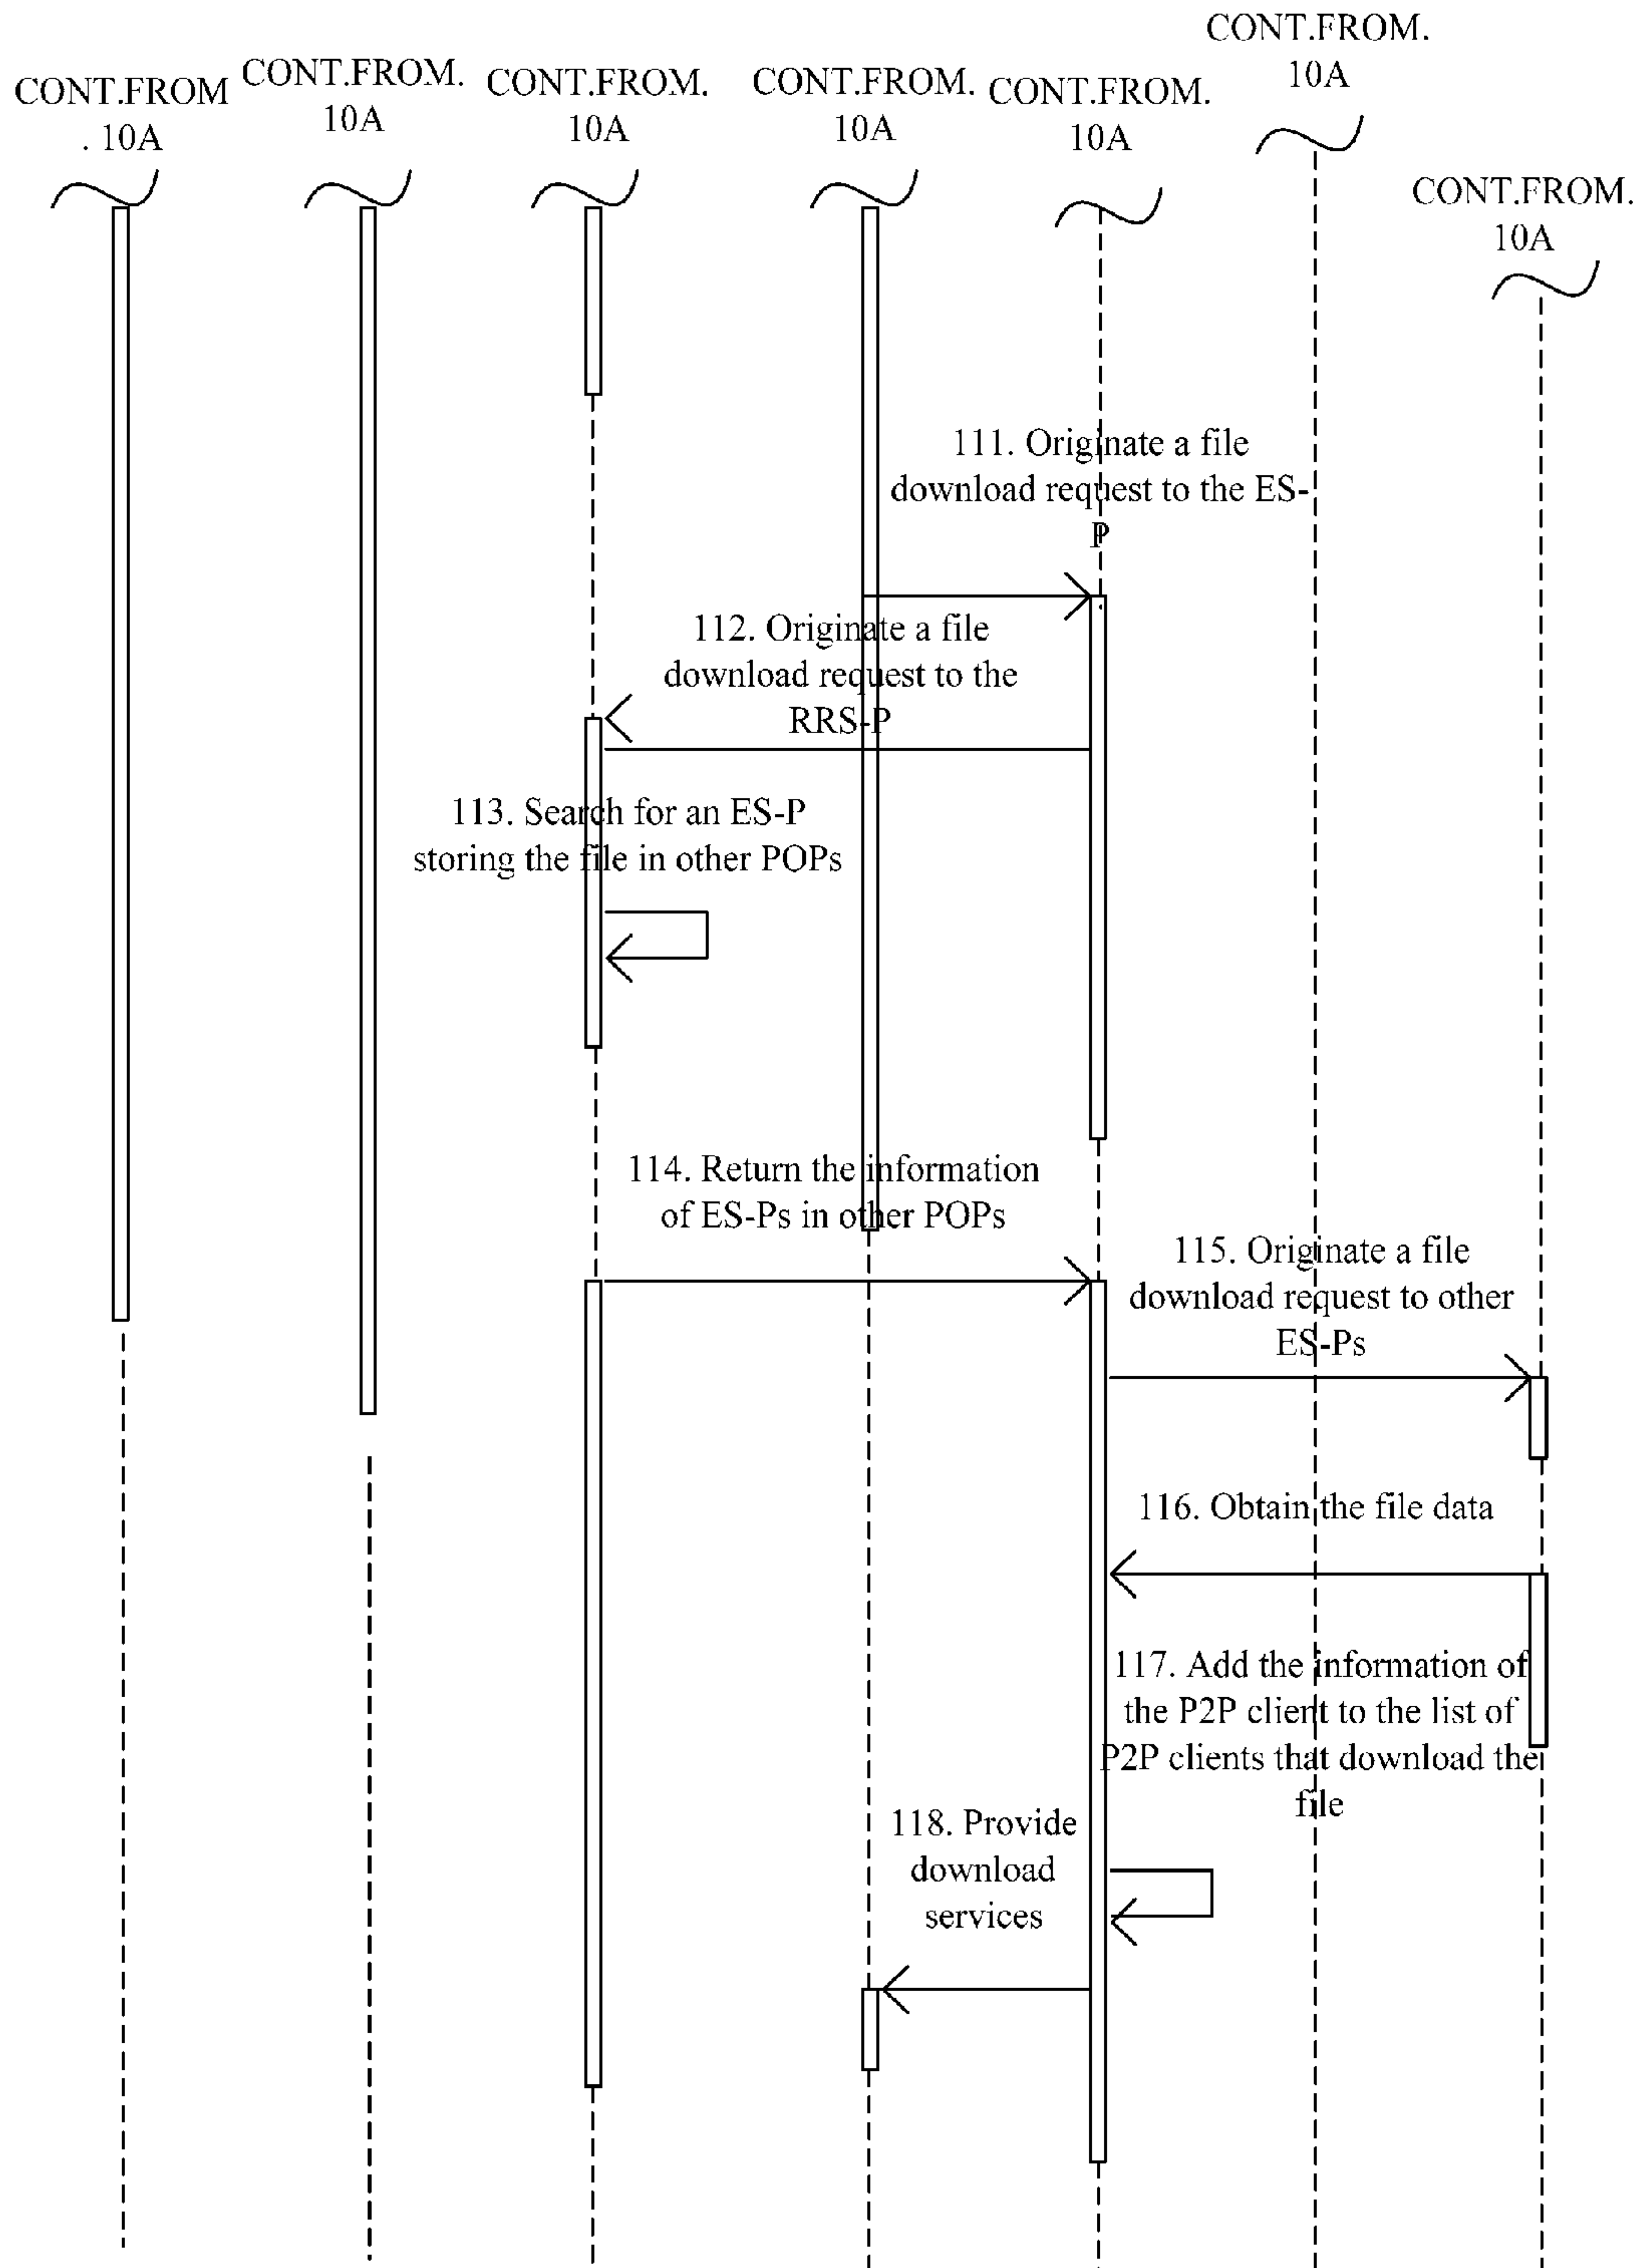 CONT.FROM
. 10A
CONT.FROM.
10A
CONT.FROM.
10A
CONT.FROM.
10A
CONT.FROM.
10A
CONT.FROM.
10A
CONT.FROM.
10A
111. Originate a file
download request to the ES-
P
112. Originate a file
download request to the
RRS-P
113. Search for an ES-P
storing the file in other POPs
114. Return the information
of ES-Ps in other POPs
115. Originate a file
download request to other
ES-Ps
116. Obtain the file data
117. Add the information of
the P2P client to the list of
P2P clients that download the
file
118. Provide
download
services